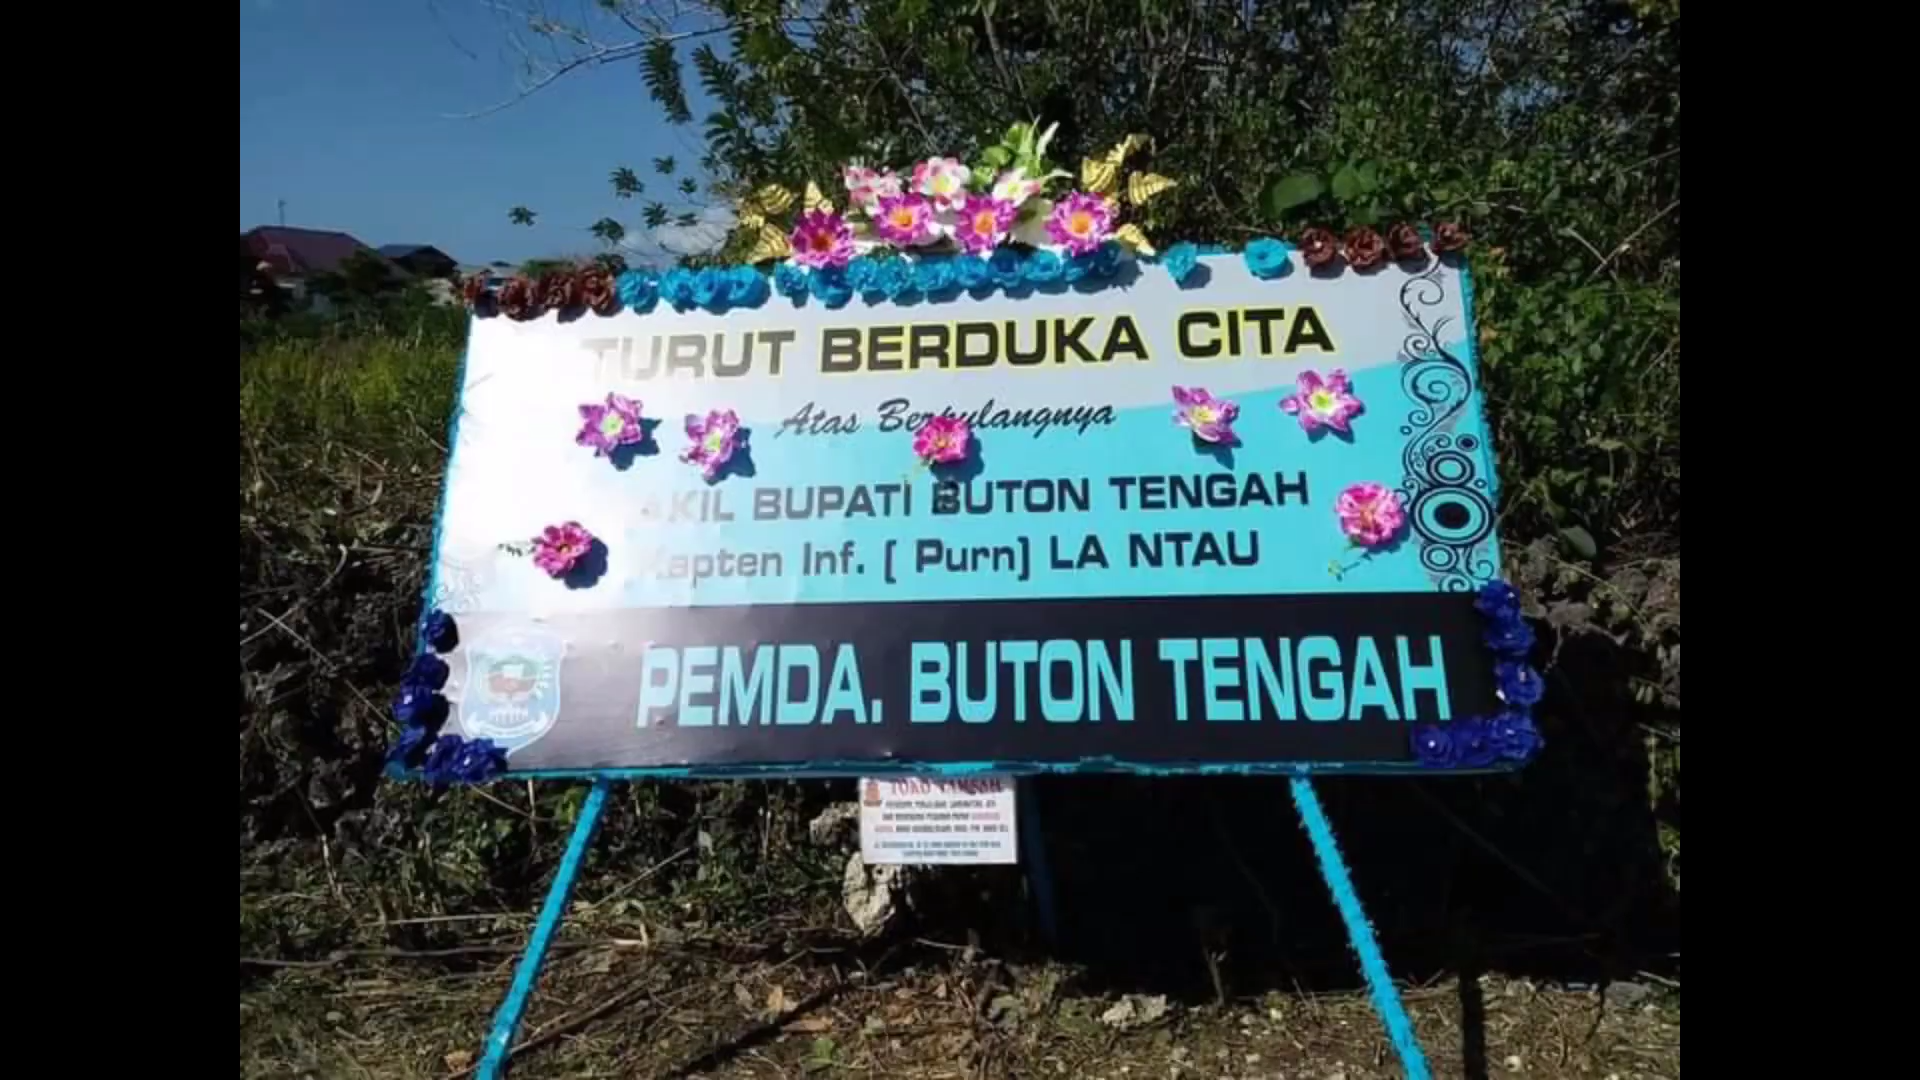 TURUT BERDUKA CITA
Atas Berpulangnya
AKIL BUPATI BUTON TENGAH
Kapten Inf. ( Purn) LA NTAU
PEMDA. BUTON TENGAH